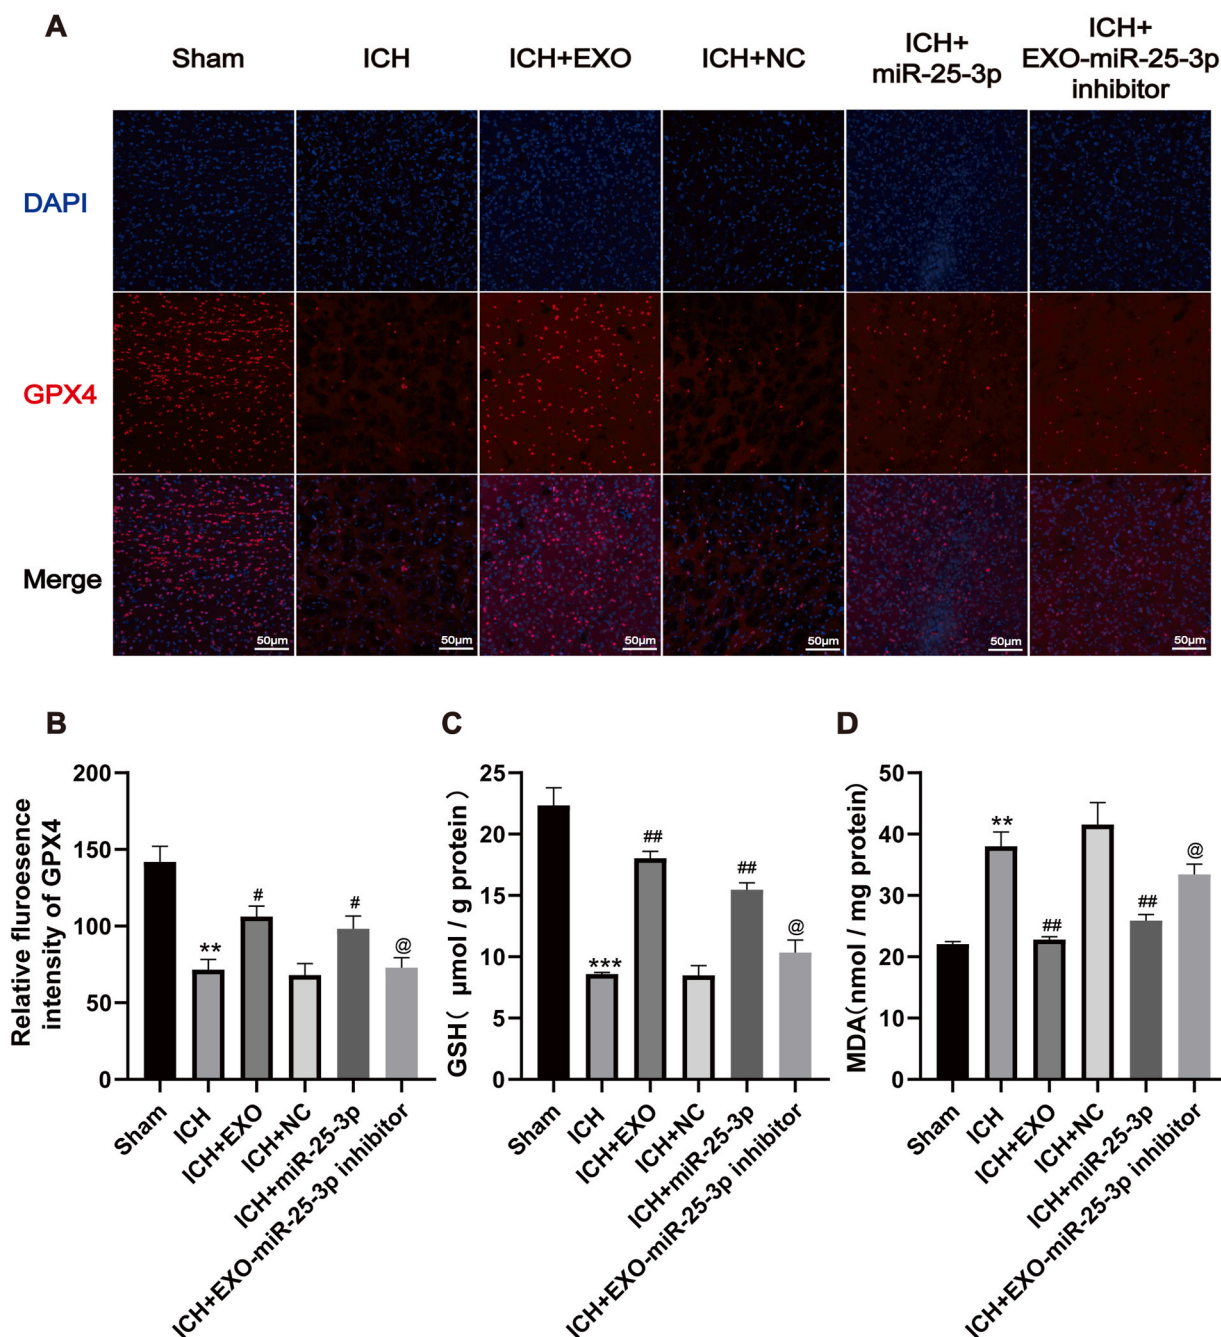 A
Sham
ICH
ICH+EXO
ICH+NC
ICH+
miR-25-3p
ICH+
EXO-miR-25-3p
inhibitor
DAPI
GPX4
Merge
50μm
50μm
50μm
50μm
50μm
50μm
B
Relative fluroesence
intensity of GPX4
200
150
100
50
0
**
#
#
@
Sham
ICH
ICH+EXO
ICH+NC
ICH+miR-25-3p
ICH+EXO-miR-25-3p inhibitor
C
GSH( μmol / g protein )
25
20
15
10
5
0
***
##
##
@
Sham
ICH
ICH+EXO
ICH+NC
ICH+miR-25-3p
ICH+EXO-miR-25-3p inhibitor
D
MDA(nmol / mg protein)
50
40
30
20
10
0
**
##
##
@
Sham
ICH
ICH+EXO
ICH+NC
ICH+miR-25-3p
ICH+EXO-miR-25-3p inhibitor